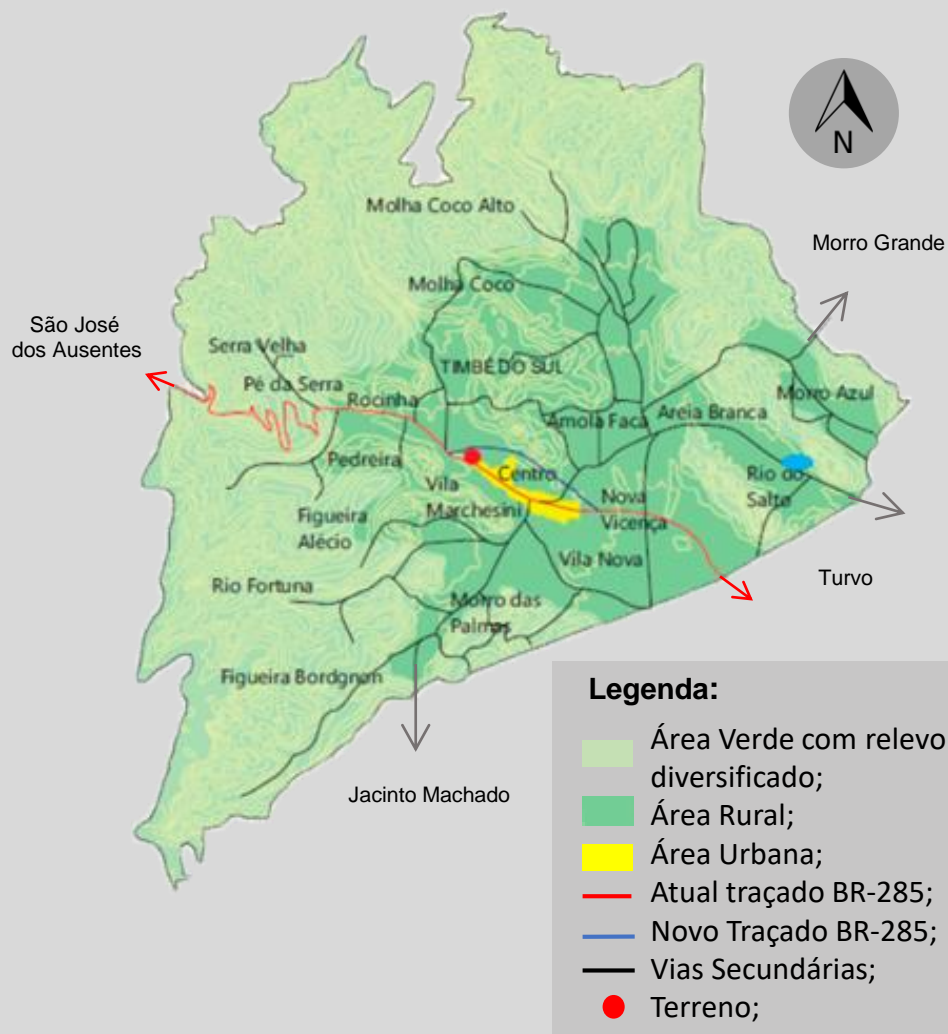 N
Molha Coco Alto
Morro Grande
Molha Coco
São José
dos Ausentes
Serra Velha
TIMBÉ DO SUL
Pé da Serra
Morro Azul
Rocinha
Amola Faca
Areia Branca
Pedreira
Centro
Rio do
Salto
Vila
Marchesini
Nova
Vicença
Figueira
Alécio
Vila Nova
Turvo
Rio Fortuna
Morro das
Palmas
Figueira Bordgnon
Jacinto Machado
Legenda:
Área Verde com relevo
diversificado;
Área Rural;
Área Urbana;
Atual traçado BR-285;
Novo Traçado BR-285;
Vias Secundárias;
Terreno;